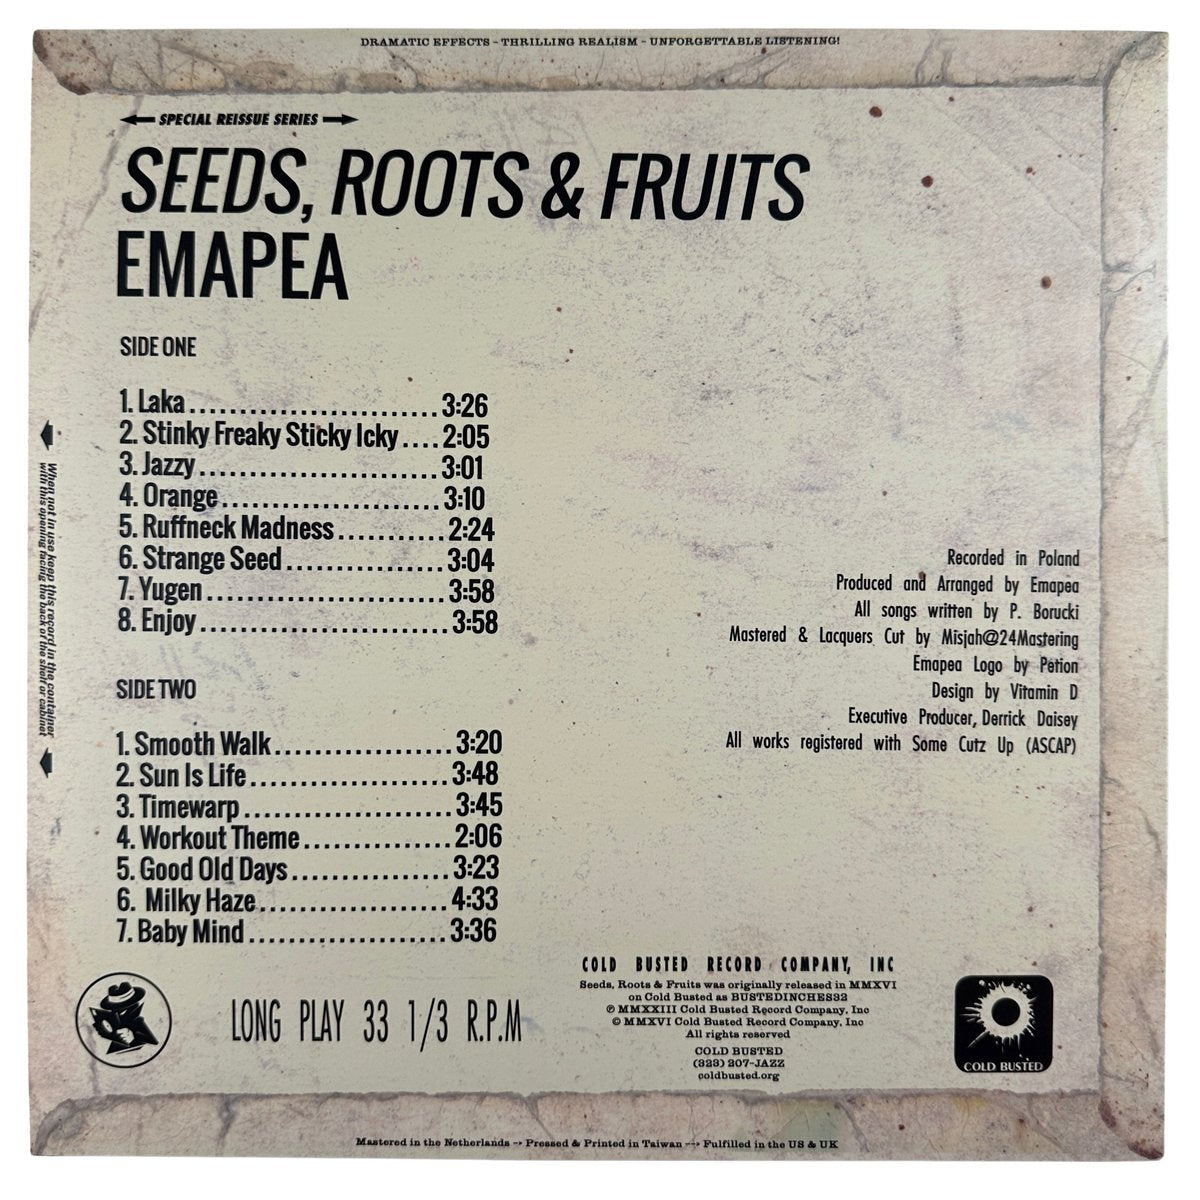 DRAMATIC EFFECTS - THRILLING REALISM - UNFORGETTABLE LISTENING!
SPECIAL REISSUE SERIES
SEEDS, ROOTS & FRUITS
EMAPEA
SIDE ONE
1. Laka........................3:26
2. Stinky Freaky Sticky Icky....2:05
3. Jazzy........................3:01
4. Orange......................3:10
5. Ruffneck Madness...........2:24
6. Strange Seed................3:04
7. Yugen........................3:58
8. Enjoy........................3:58
SIDE TWO
1. Smooth Walk..................3:20
2. Sun Is Life....................3:48
3. Timewarp.....................3:45
4. Workout Theme..............2:06
5. Good Old Days................3:23
6. Milky Haze...................4:33
7. Baby Mind....................3:36
When not in use keep this record in the container
with this opening facing the back of the shelf or cabinet
Recorded in Poland
Produced and Arranged by Emapea
All songs written by P. Borucki
Mastered & Lacquers Cut by Misjah@24Mastering
Emapea Logo by Petion
Design by Vitamin D
Executive Producer, Derrick Daisey
All works registered with Some Cutz Up (ASCAP)
LONG PLAY 33 1/3 R.P.M
COLD BUSTED RECORD COMPANY, INC
Seeds, Roots & Fruits was originally released in MMXVI
on Cold Busted as BUSTEDINCHES32
℗ MMXXIII Cold Busted Record Company, Inc
© MMXVI Cold Busted Record Company, Inc
All rights reserved
COLD BUSTED
(323) 207-JAZZ
coldbusted.org
COLD BUSTED
Mastered in the Netherlands --> Pressed & Printed in Taiwan --> Fulfilled in the US & UK